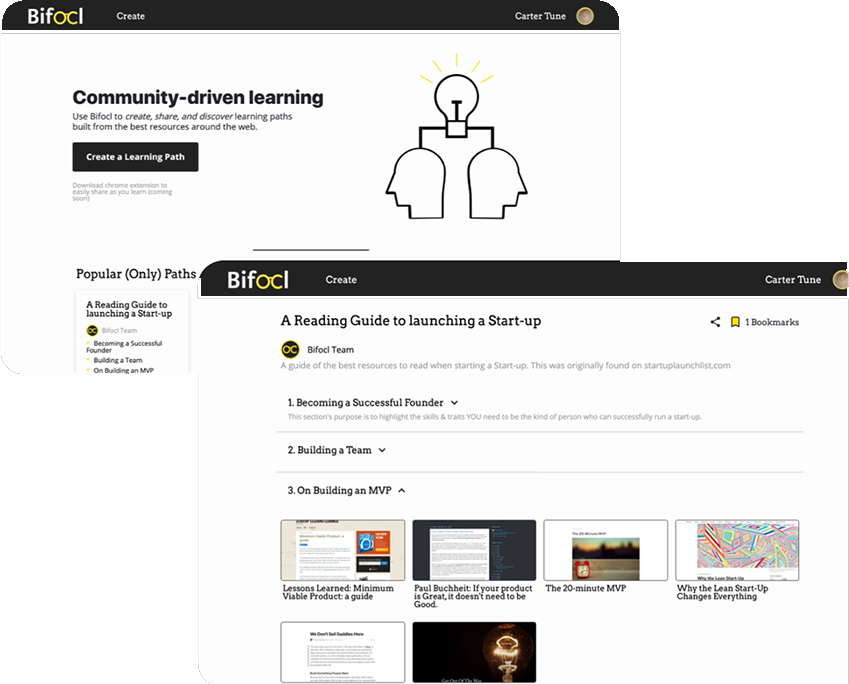 Bifocl
Create
Carter Tune
Community-driven learning
Use Bifocl to create, share, and discover learning paths
built from the best resources around the web.
Create a Learning Path
Download chrome extension to
easily share as you learn (coming
soon)
Popular (Only) Paths
A Reading Guide to
launching a Start-up
Bifocl Team
Becoming a Successful
Founder
Building a Team
On Building an MVP
Bifocl
Create
Carter Tune
A Reading Guide to launching a Start-up
1 Bookmarks
Bifocl Team
A guide of the best resources to read when starting a Start-up. This was originally found on startuplaunchlist.com
1. Becoming a Successful Founder
This section's purpose is to highlight the skills & traits YOU need to be the kind of person who can successfully run a start-up.
2. Building a Team
3. On Building an MVP
Minimum Viable Product: a
guide
The 20-Minute MVP
Why the Lean Start-Up
Lessons Learned: Minimum
Viable Product: a guide
Paul Buchheit: If your product
is Great, it doesn't need to be
Good.
The 20-minute MVP
Why the Lean Start-Up
Changes Everything
We Don't Sell Saddles Here
Get Out Of The Way